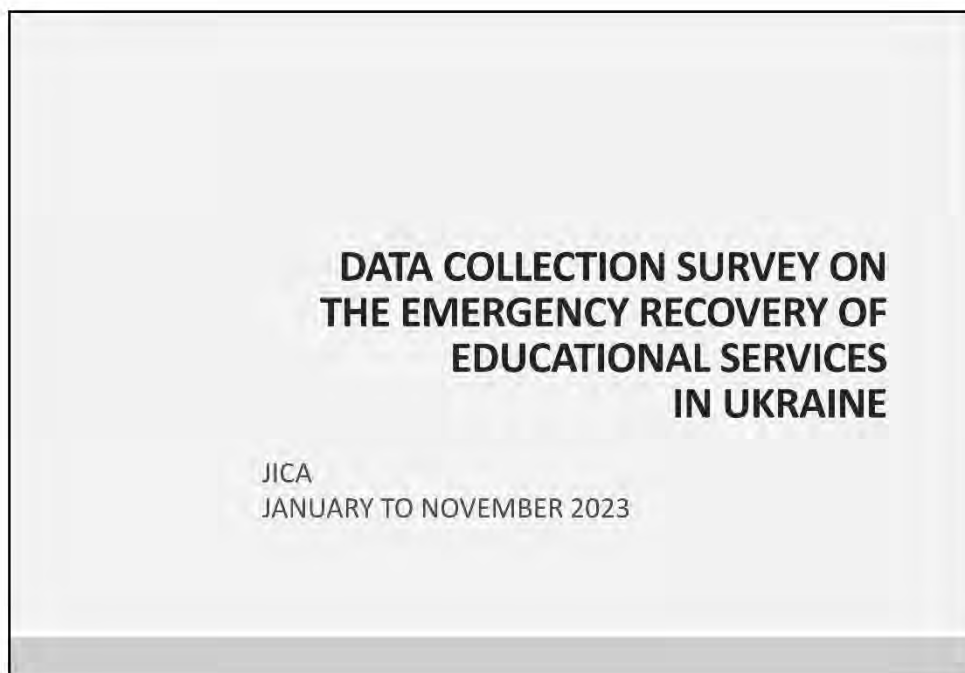 DATA COLLECTION SURVEY ON
THE EMERGENCY RECOVERY OF
EDUCATIONAL SERVICES
IN UKRAINE
JICA
JANUARY TO NOVEMBER 2023